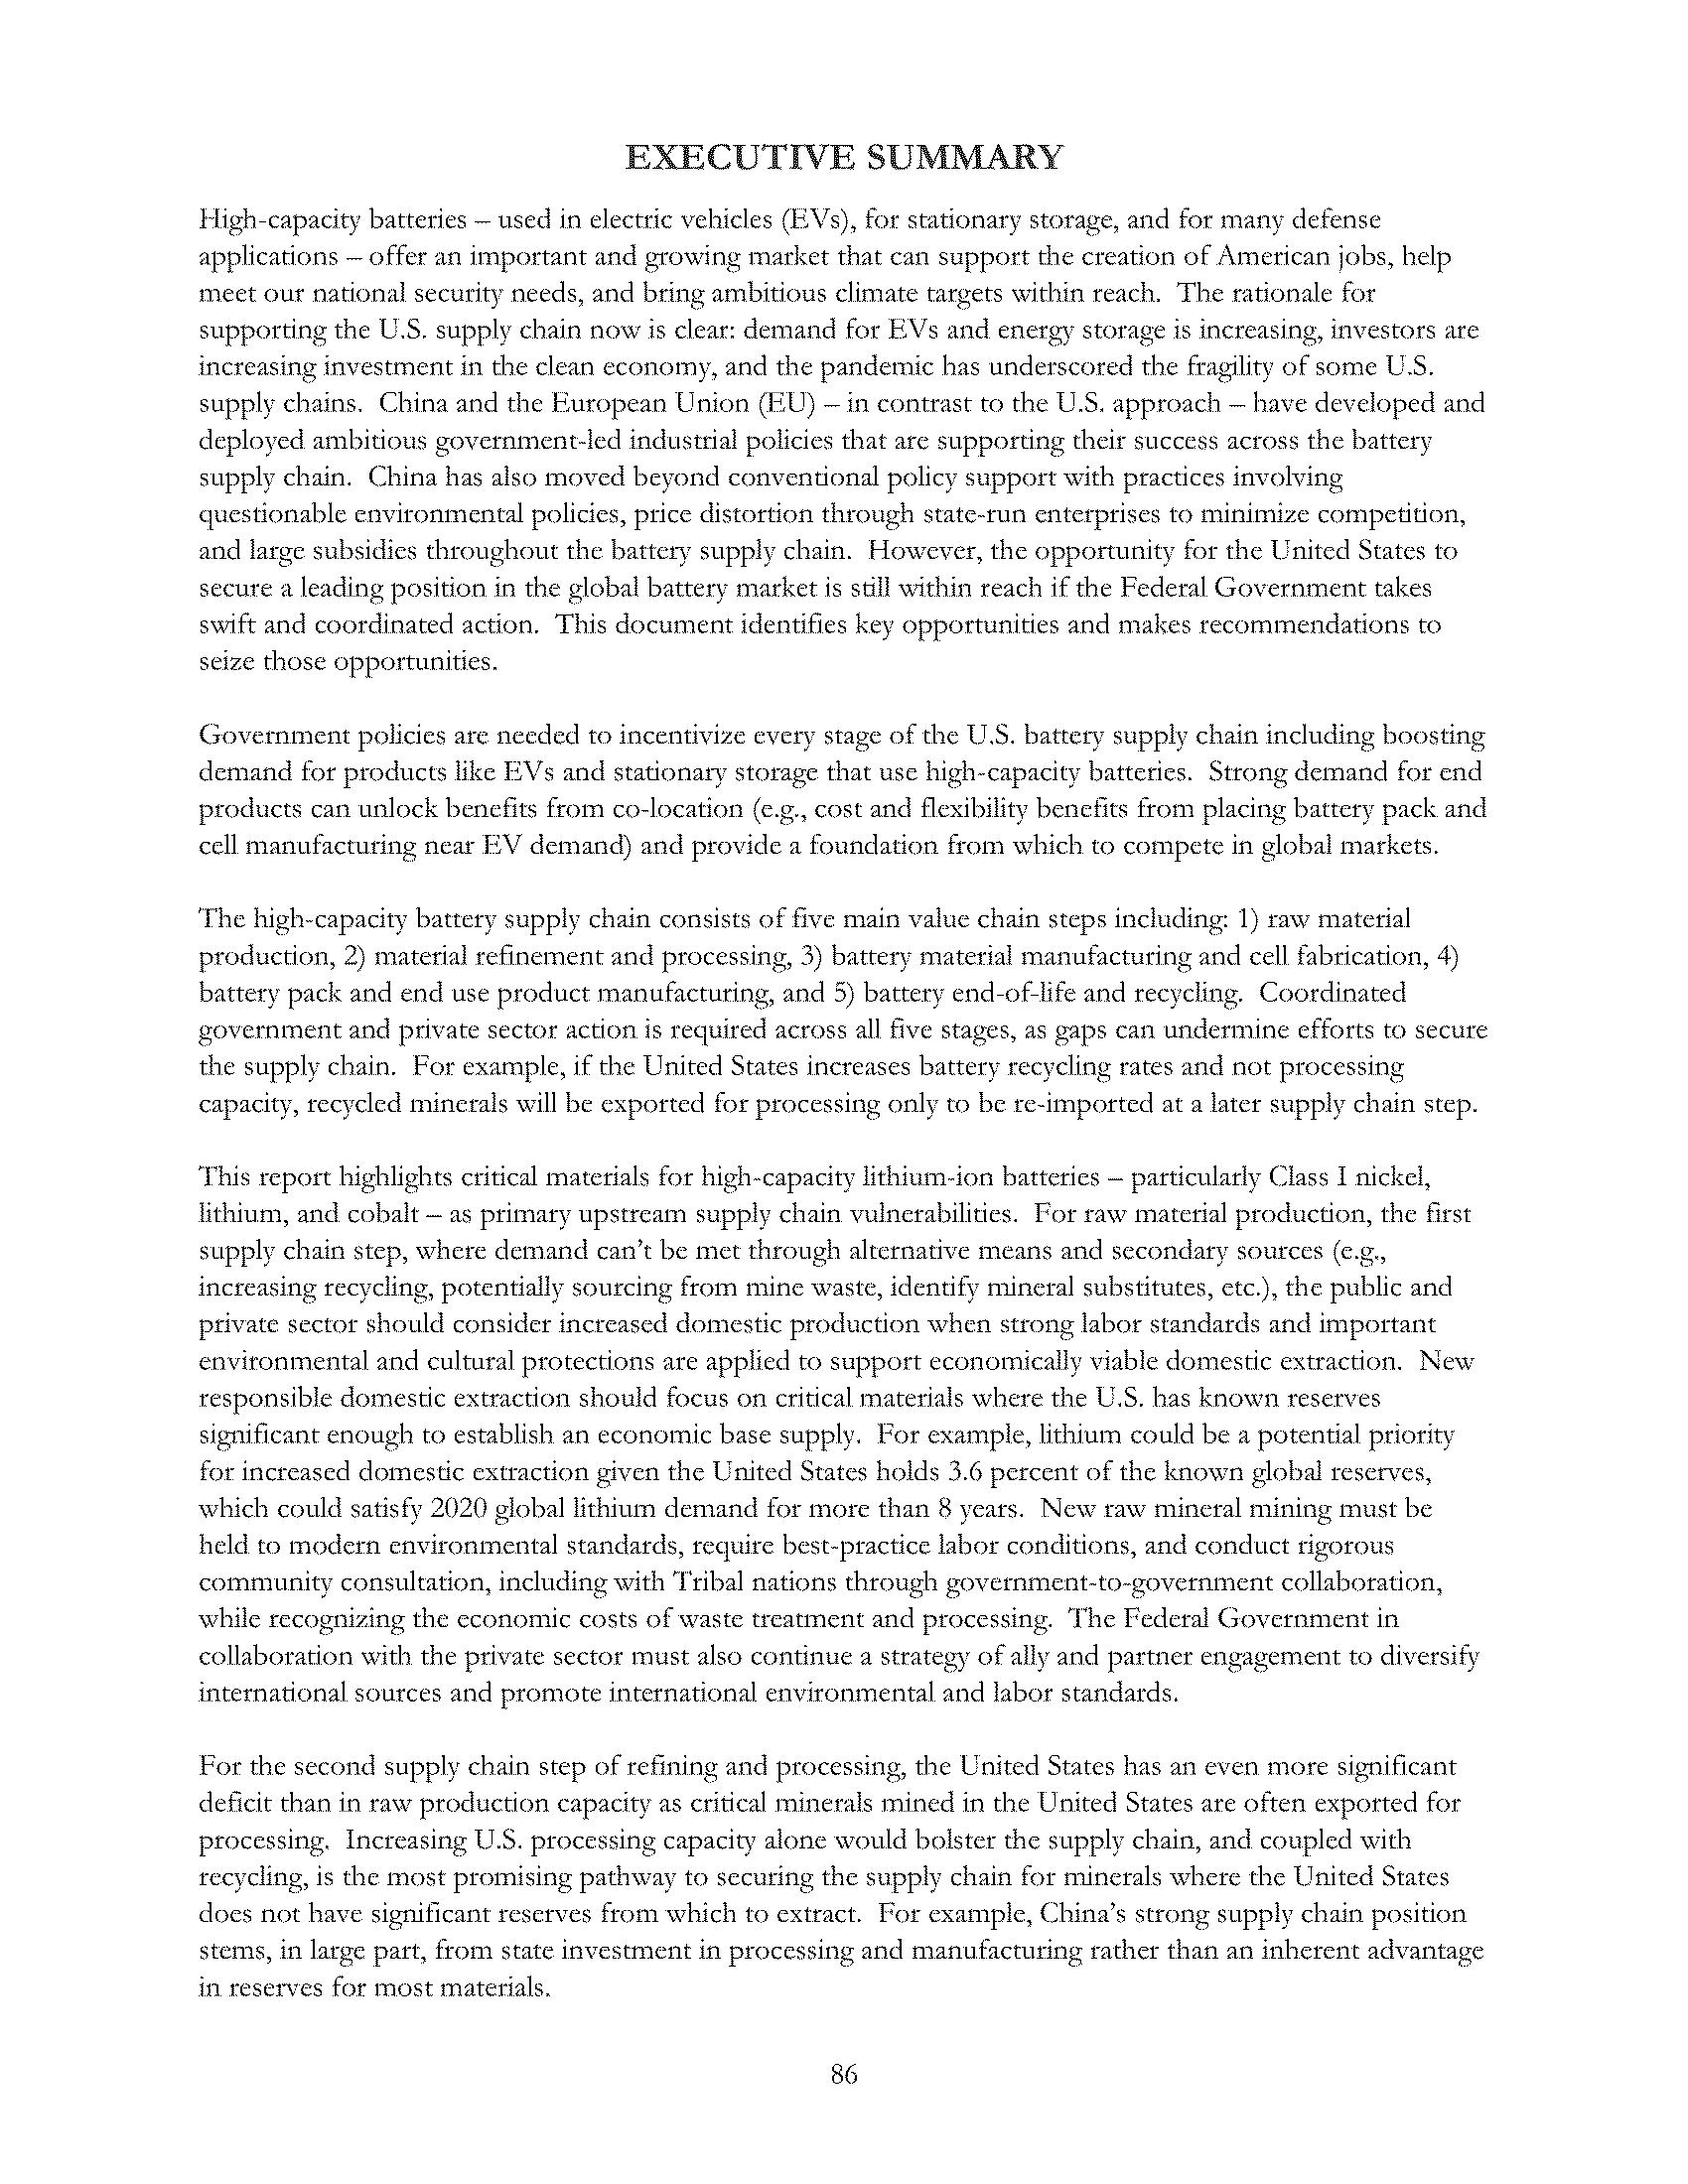 EXECUTIVE SUMMARY
High-capacity batteries – used in electric vehicles (EVs), for stationary storage, and for many defense
applications – offer an important and growing market that can support the creation of American jobs, help
meet our national security needs, and bring ambitious climate targets within reach.  The rationale for
supporting the U.S. supply chain now is clear: demand for EVs and energy storage is increasing, investors are
increasing investment in the clean economy, and the pandemic has underscored the fragility of some U.S.
supply chains.  China and the European Union (EU) – in contrast to the U.S. approach – have developed and
deployed ambitious government-led industrial policies that are supporting their success across the battery
supply chain.  China has also moved beyond conventional policy support with practices involving
questionable environmental policies, price distortion through state-run enterprises to minimize competition,
and large subsidies throughout the battery supply chain.  However, the opportunity for the United States to
secure a leading position in the global battery market is still within reach if the Federal Government takes
swift and coordinated action.  This document identifies key opportunities and makes recommendations to
seize those opportunities.
Government policies are needed to incentivize every stage of the U.S. battery supply chain including boosting
demand for products like EVs and stationary storage that use high-capacity batteries.  Strong demand for end
products can unlock benefits from co-location (e.g., cost and flexibility benefits from placing battery pack and
cell manufacturing near EV demand) and provide a foundation from which to compete in global markets.
The high-capacity battery supply chain consists of five main value chain steps including: 1) raw material
production, 2) material refinement and processing, 3) battery material manufacturing and cell fabrication, 4)
battery pack and end use product manufacturing, and 5) battery end-of-life and recycling.  Coordinated
government and private sector action is required across all five stages, as gaps can undermine efforts to secure
the supply chain.  For example, if the United States increases battery recycling rates and not processing
capacity, recycled minerals will be exported for processing only to be re-imported at a later supply chain step.
This report highlights critical materials for high-capacity lithium-ion batteries – particularly Class I nickel,
lithium, and cobalt – as primary upstream supply chain vulnerabilities.  For raw material production, the first
supply chain step, where demand can't be met through alternative means and secondary sources (e.g.,
increasing recycling, potentially sourcing from mine waste, identify mineral substitutes, etc.), the public and
private sector should consider increased domestic production when strong labor standards and important
environmental and cultural protections are applied to support economically viable domestic extraction.  New
responsible domestic extraction should focus on critical materials where the U.S. has known reserves
significant enough to establish an economic base supply.  For example, lithium could be a potential priority
for increased domestic extraction given the United States holds 3.6 percent of the known global reserves,
which could satisfy 2020 global lithium demand for more than 8 years.  New raw mineral mining must be
held to modern environmental standards, require best-practice labor conditions, and conduct rigorous
community consultation, including with Tribal nations through government-to-government collaboration,
while recognizing the economic costs of waste treatment and processing.  The Federal Government in
collaboration with the private sector must also continue a strategy of ally and partner engagement to diversify
international sources and promote international environmental and labor standards.
For the second supply chain step of refining and processing, the United States has an even more significant
deficit than in raw production capacity as critical minerals mined in the United States are often exported for
processing.  Increasing U.S. processing capacity alone would bolster the supply chain, and coupled with
recycling, is the most promising pathway to securing the supply chain for minerals where the United States
does not have significant reserves from which to extract.  For example, China's strong supply chain position
stems, in large part, from state investment in processing and manufacturing rather than an inherent advantage
in reserves for most materials.
86